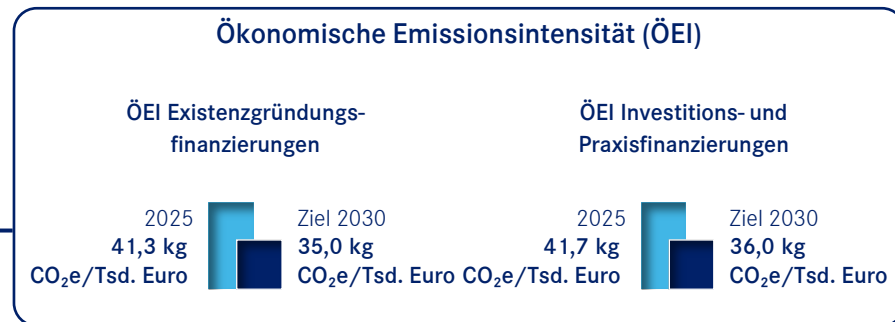 Ökonomische Emissionsintensität (ÖEI)
ÖEI Existenzgründungs-
finanzierungen
2025
41,3 kg
CO₂e/Tsd. Euro
Ziel 2030
35,0 kg
CO₂e/Tsd. Euro
ÖEI Investitions- und
Praxisfinanzierungen
2025
41,7 kg
CO₂e/Tsd. Euro
Ziel 2030
36,0 kg
CO₂e/Tsd. Euro